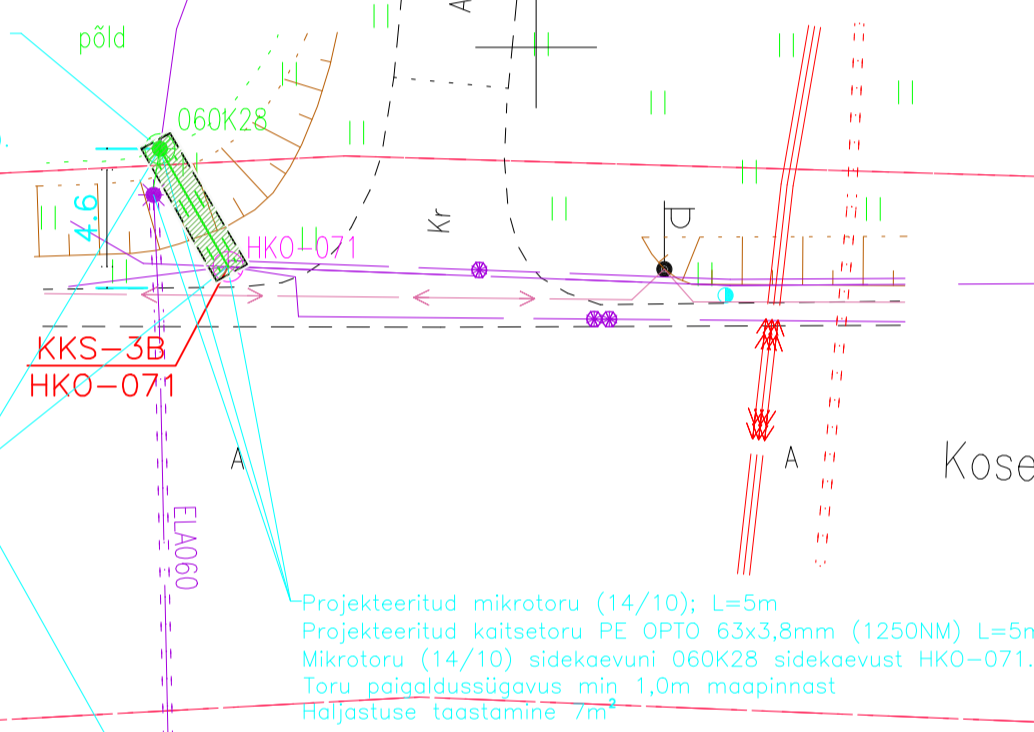 A
põld
060K28
4.6
Kr
HKO-071
KKS-3B
HKO-071
A
A
Kose
ELA060
Projekteeritud mikrotoru (14/10); L=5m
Projekteeritud kaitsetoru PE OPTO 63x3,8mm (1250NM) L=5m
Mikrotoru (14/10) sidekaevuni 060K28 sidekaevust HKO-071.
Toru paigaldussügavus min 1,0m maapinnast
Haljastuse taastamine 7m²